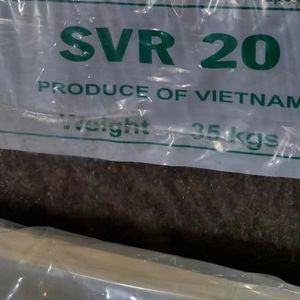 SVR 20
PRODUCE OF VIETNAM
Weight 35 kgs